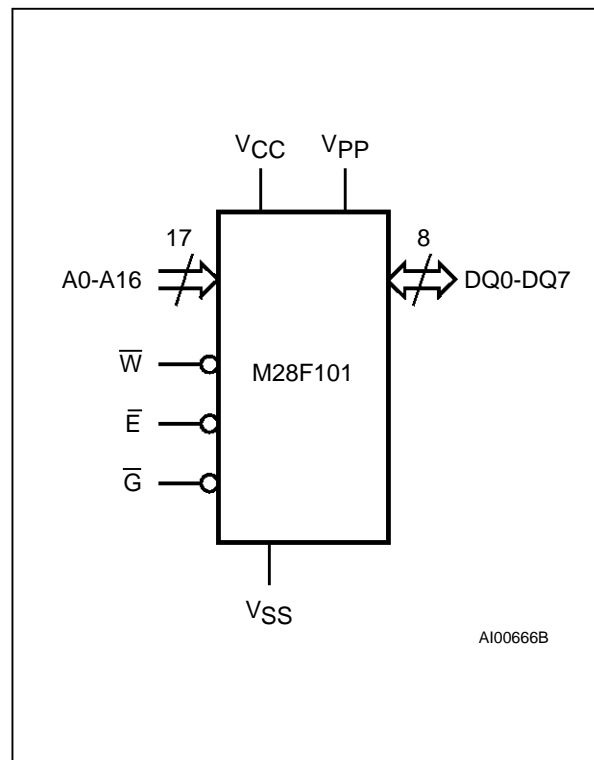 VCC VPP
17 8
A0-A16 DQ0-DQ7
W̅
M28F101
E̅
G̅
VSS
AI00666B